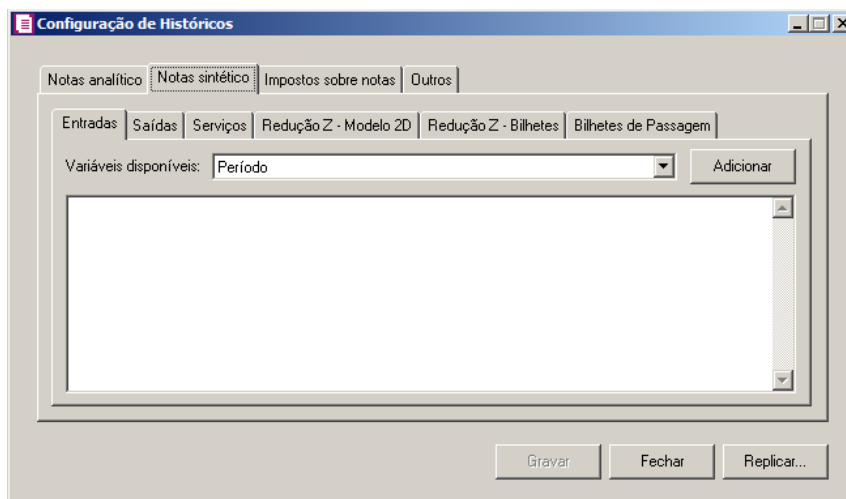 Configuração de Históricos
Notas analítico Notas sintético Impostos sobre notas Outros
Entradas Saídas Serviços Redução Z - Modelo 2D Redução Z - Bilhetes Bilhetes de Passagem
Variáveis disponíveis: Período Adicionar
Gravar Fechar Replicar...